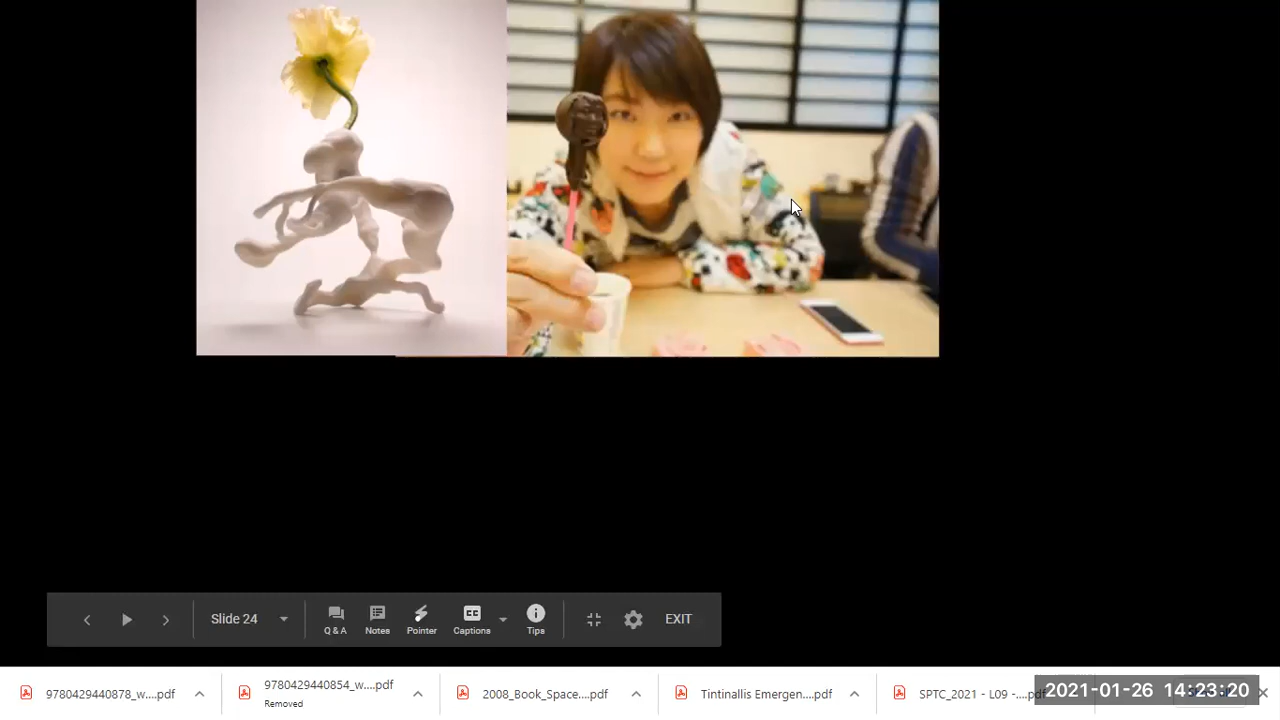 Slide 24
Q & A
Notes
Pointer
Captions
Tips
EXIT
9780429440878_w....pdf
9780429440854_w....pdf
Removed
2008_Book_Space....pdf
Tintinallis Emergen....pdf
SPTC_2021 - L09 -....pdf
2021-01-26 14:23:20